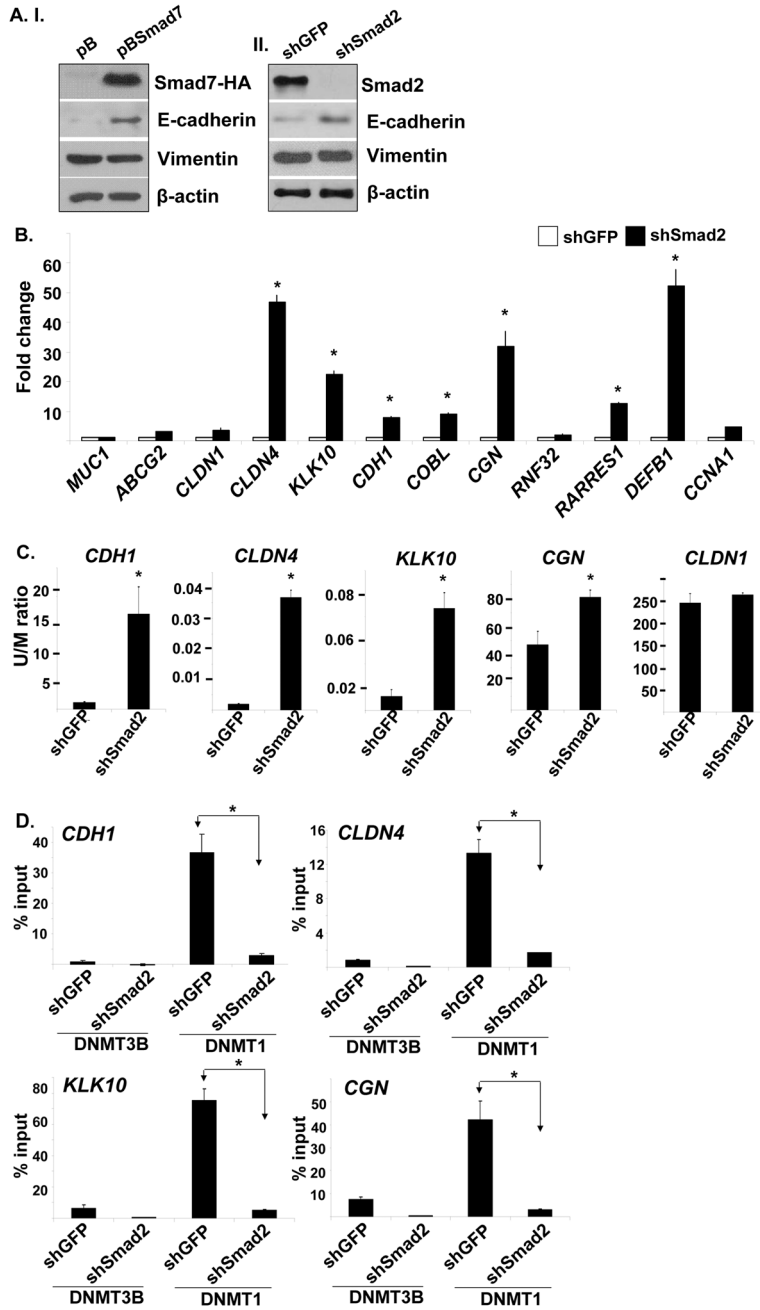 A. I.
pB
pBSmad7
Smad7-HA
E-cadherin
Vimentin
β-actin
II.
shGFP
shSmad2
Smad2
E-cadherin
Vimentin
β-actin
B.
shGFP
shSmad2
Fold change
60
50
40
30
20
10
*
*
*
*
*
*
*
MUC1
ABCG2
CLDN1
CLDN4
KLK10
CDH1
COBL
CGN
RNF32
RARRES1
DEFB1
CCNA1
C.
CDH1
U/M ratio
20
15
10
5
*
shGFP
shSmad2
CLDN4
0.04
0.03
0.02
0.01
*
shGFP
shSmad2
KLK10
0.08
0.06
0.02
*
shGFP
shSmad2
CGN
80
60
40
20
*
shGFP
shSmad2
CLDN1
250
200
150
100
50
shGFP
shSmad2
D.
CDH1
% input
40
30
20
10
*
shGFP
shSmad2
shGFP
shSmad2
DNMT3B
DNMT1
CLDN4
% input
16
12
8
4
*
shGFP
shSmad2
shGFP
shSmad2
DNMT3B
DNMT1
KLK10
% input
80
60
40
20
*
shGFP
shSmad2
shGFP
shSmad2
DNMT3B
DNMT1
CGN
% input
50
40
30
20
10
*
shGFP
shSmad2
shGFP
shSmad2
DNMT3B
DNMT1